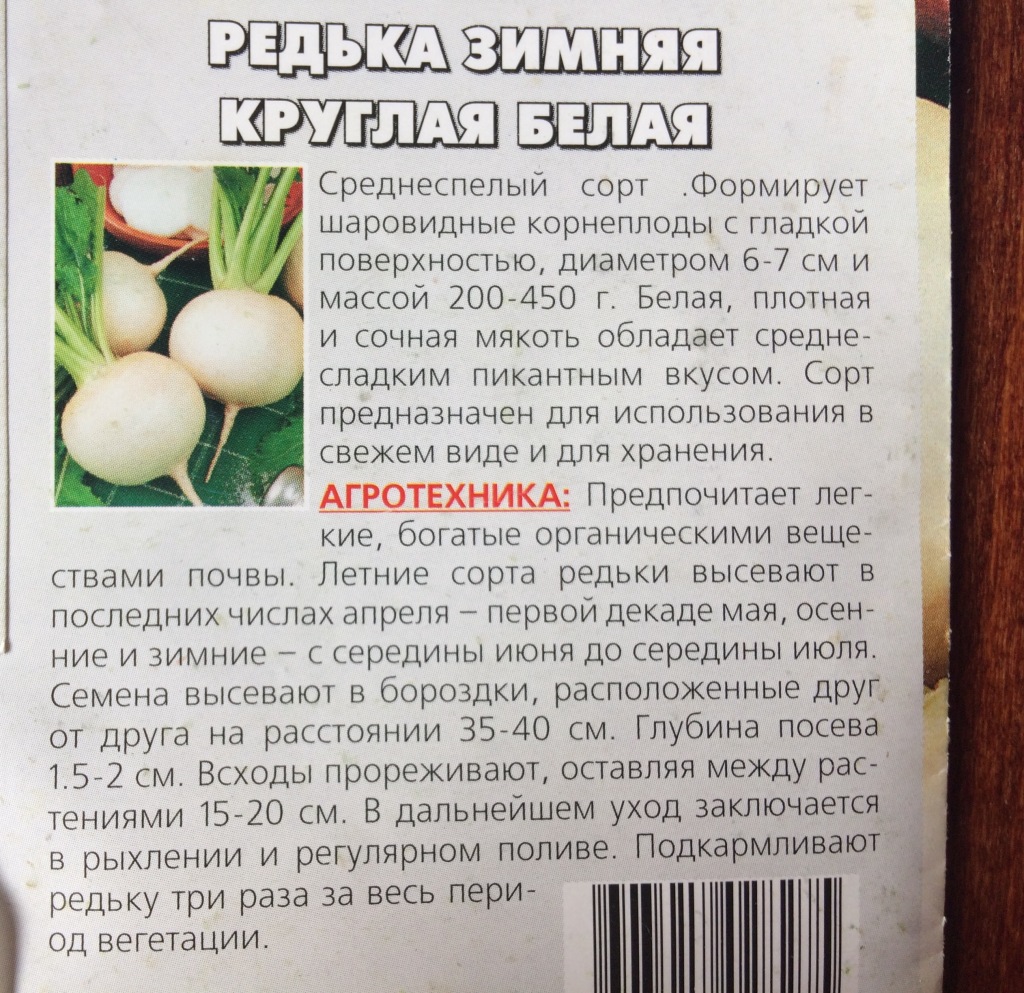 РЕДЬКА ЗИМНЯЯ
КРУГЛАЯ БЕЛАЯ
Среднеспелый сорт .Формирует
шаровидные корнеплоды с гладкой
поверхностью, диаметром 6-7 см и
массой 200-450 г. Белая, плотная
и сочная мякоть обладает средне-
сладким пикантным вкусом. Сорт
предназначен для использования в
свежем виде и для хранения.
АГРОТЕХНИКА: Предпочитает лег-
кие, богатые органическими веще-
ствами почвы. Летние сорта редьки высевают в
последних числах апреля – первой декаде мая, осен-
ние и зимние – с середины июня до середины июля.
Семена высевают в бороздки, расположенные друг
от друга на расстоянии 35-40 см. Глубина посева
1.5-2 см. Всходы прореживают, оставляя между рас-
тениями 15-20 см. В дальнейшем уход заключается
в рыхлении и регулярном поливе. Подкармливают
редьку три раза за весь пери-
од вегетации.